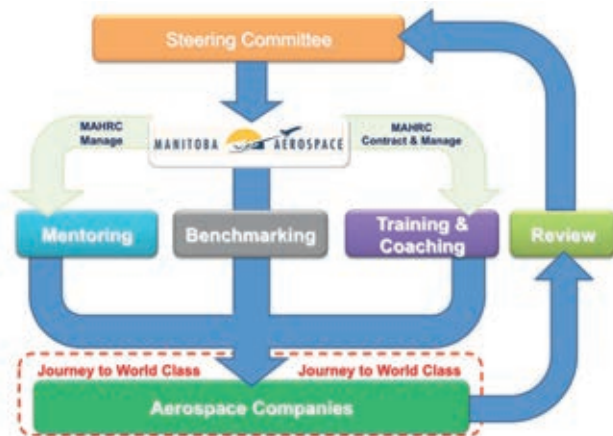 Steering Committee
MAHRC
Manage
MANITOBA AEROSPACE
MAHRC
Contract & Manage
Mentoring
Benchmarking
Training &
Coaching
Review
Journey to World Class
Journey to World Class
Aerospace Companies